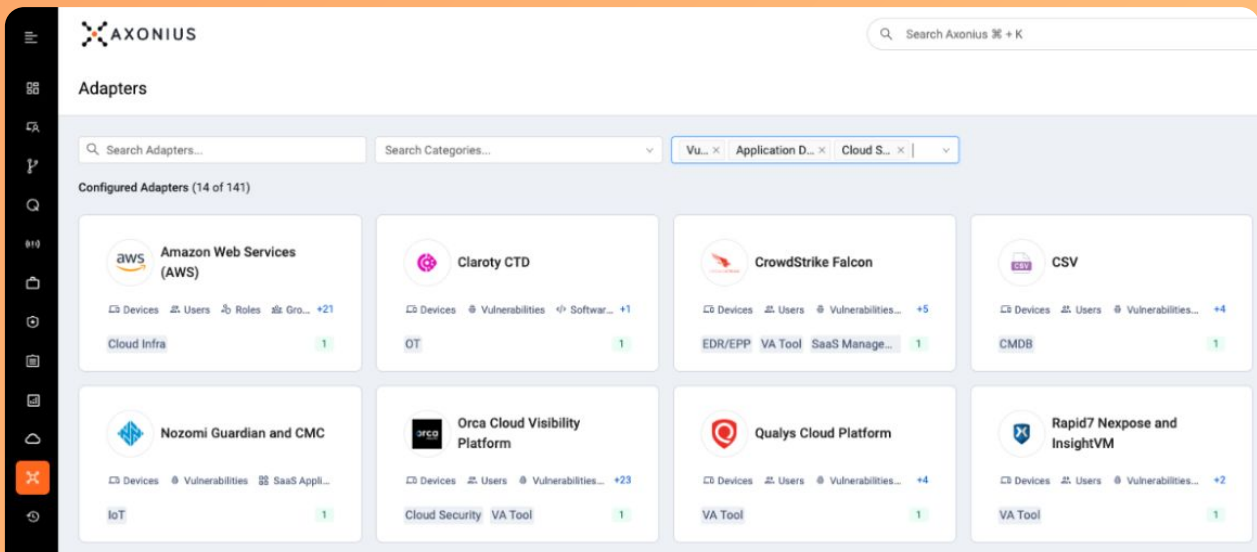 AXONIUS
Search Axonius ⌘ + K
Adapters
Search Adapters...
Search Categories...
Vu... × Application D... × Cloud S... ×
Configured Adapters (14 of 141)
aws
Amazon Web Services
(AWS)
Devices Users Roles Gro... +21
Cloud Infra 1
Claroty CTD
Devices Vulnerabilities Softwar... +1
OT 1
CrowdStrike Falcon
Devices Users Vulnerabilities... +5
EDR/EPP VA Tool SaaS Manage... 1
CSV
CSV
Devices Users Vulnerabilities... +4
CMDB 1
Nozomi Guardian and CMC
Devices Vulnerabilities SaaS Appli...
IoT 1
orca
Orca Cloud Visibility
Platform
Devices Users Vulnerabilities... +23
Cloud Security VA Tool 1
Qualys Cloud Platform
Devices Users Vulnerabilities... +4
VA Tool 1
Rapid7 Nexpose and
InsightVM
Devices Users Vulnerabilities... +2
VA Tool 1